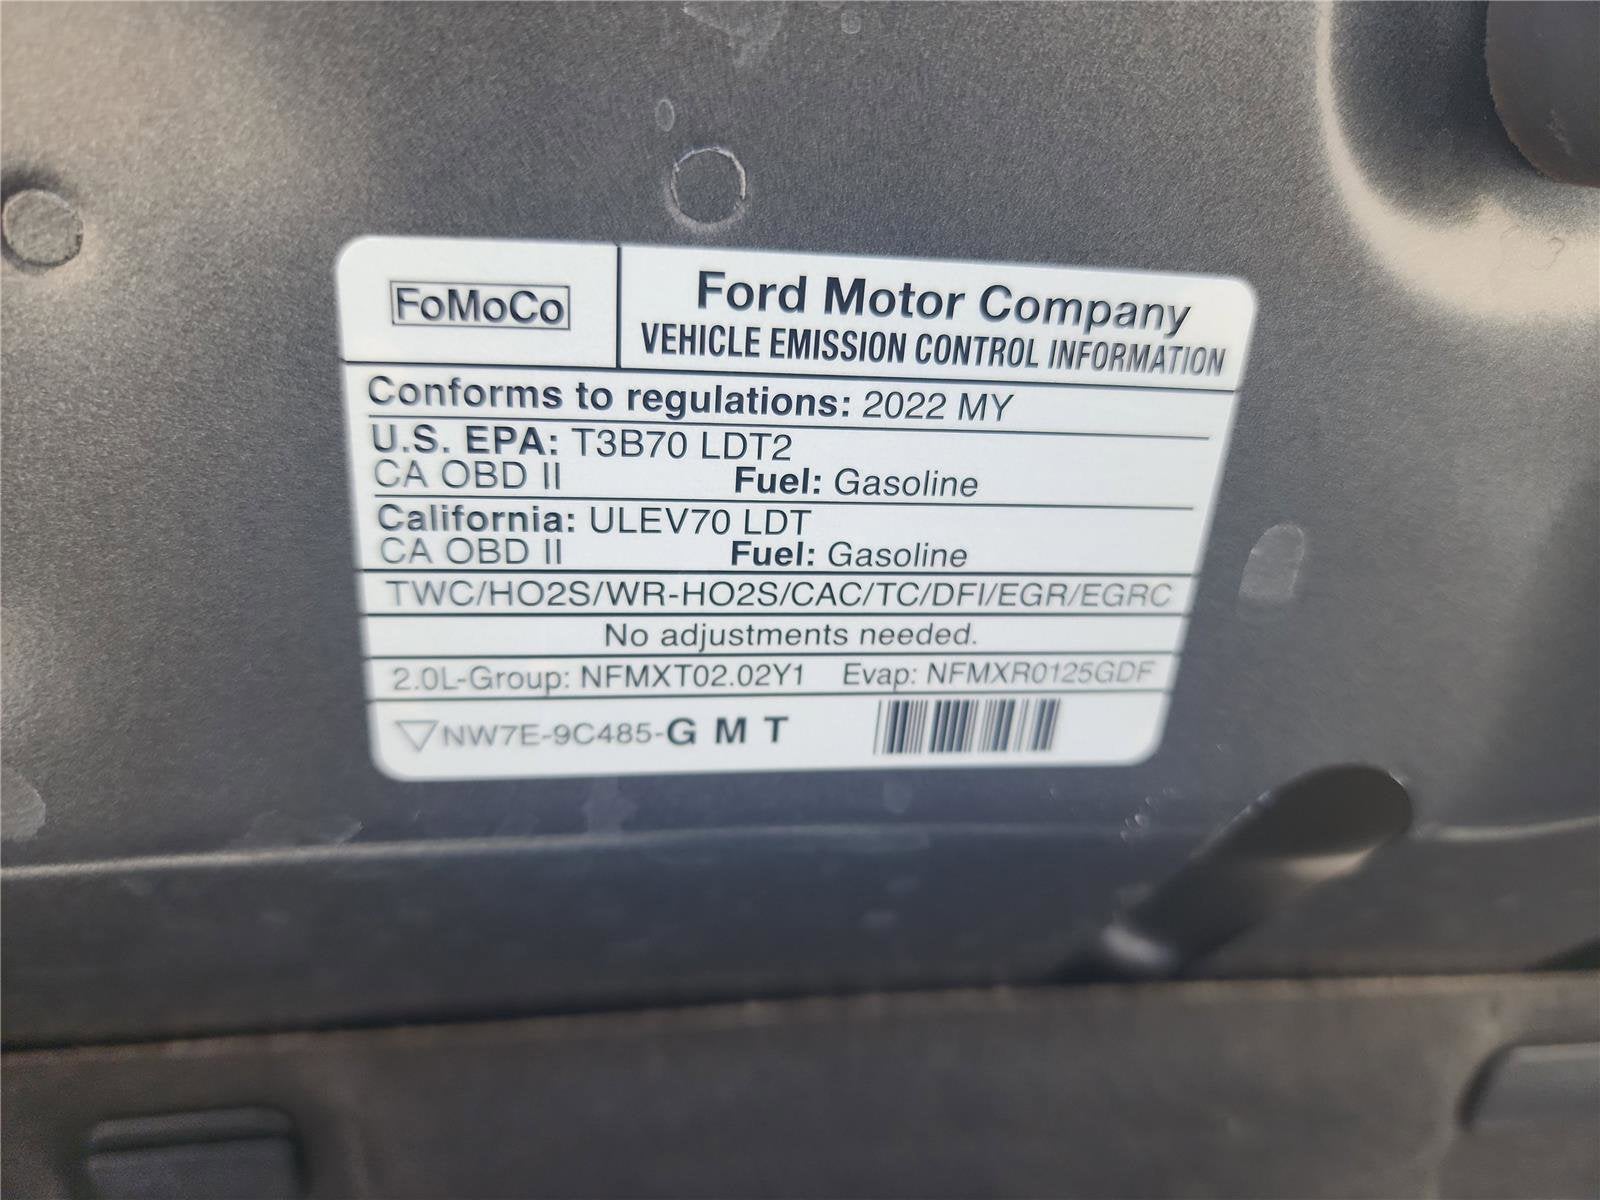 FoMoCo
Ford Motor Company
VEHICLE EMISSION CONTROL INFORMATION
Conforms to regulations: 2022 MY
U.S. EPA: T3B70 LDT2
CA OBD II Fuel: Gasoline
California: ULEV70 LDT
CA OBD II Fuel: Gasoline
TWC/HO2S/WR-HO2S/CAC/TC/DFI/EGR/EGRC
No adjustments needed.
2.0L-Group: NFMXT02.02Y1 Evap: NFMXR0125GDF
NW7E-9C485-G M T